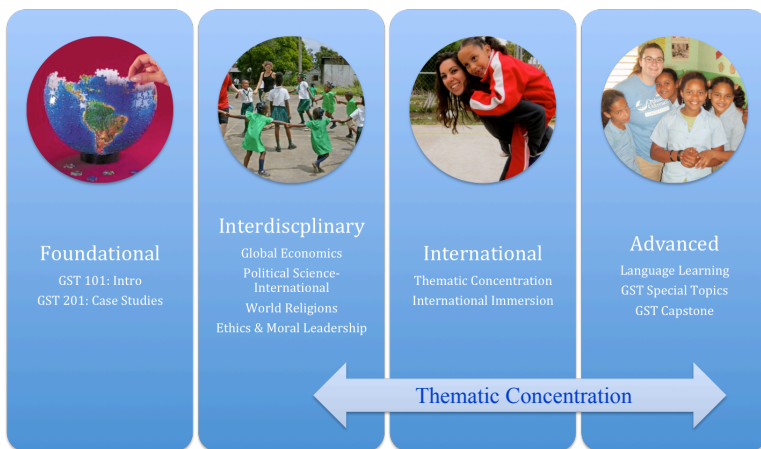 Foundational
GST 101: Intro
GST 201: Case Studies
Interdiscplinary
Global Economics
Political Science-
International
World Religions
Ethics & Moral Leadership
International
Thematic Concentration
International Immersion
Advanced
Language Learning
GST Special Topics
GST Capstone
Thematic Concentration